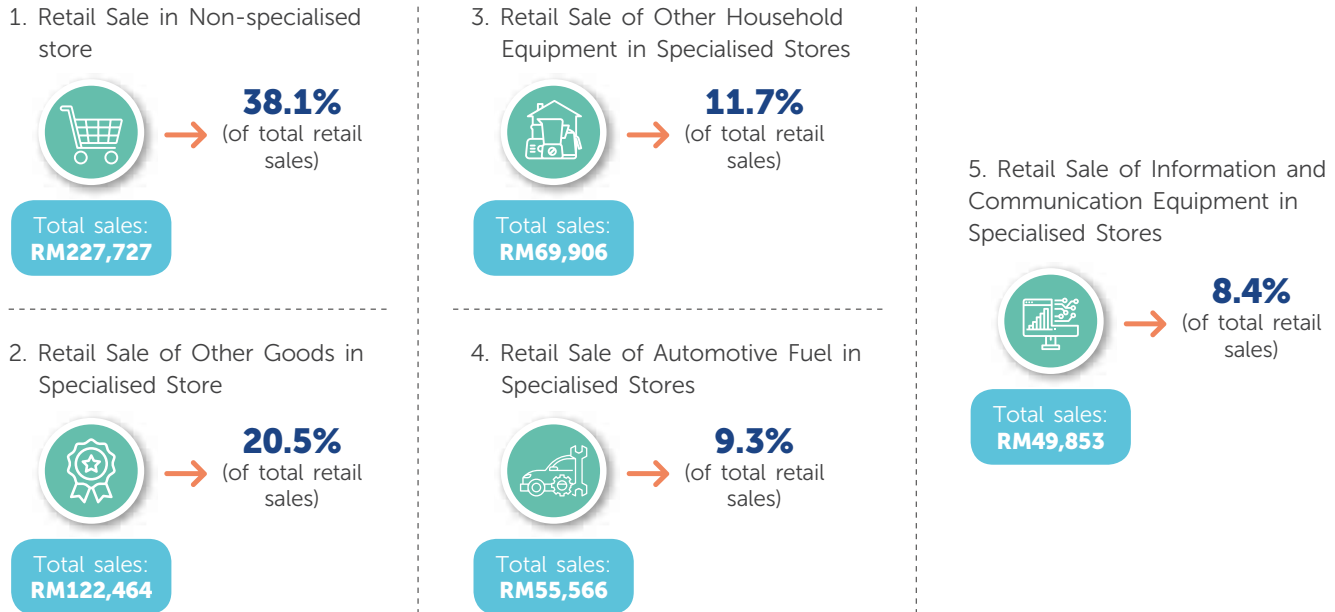 1. Retail Sale in Non-specialised
store
38.1%
(of total retail
sales)
Total sales:
RM227,727
2. Retail Sale of Other Goods in
Specialised Store
20.5%
(of total retail
sales)
Total sales:
RM122,464
3. Retail Sale of Other Household
Equipment in Specialised Stores
11.7%
(of total retail
sales)
Total sales:
RM69,906
4. Retail Sale of Automotive Fuel in
Specialised Stores
9.3%
(of total retail
sales)
Total sales:
RM55,566
5. Retail Sale of Information and
Communication Equipment in
Specialised Stores
8.4%
(of total retail
sales)
Total sales:
RM49,853